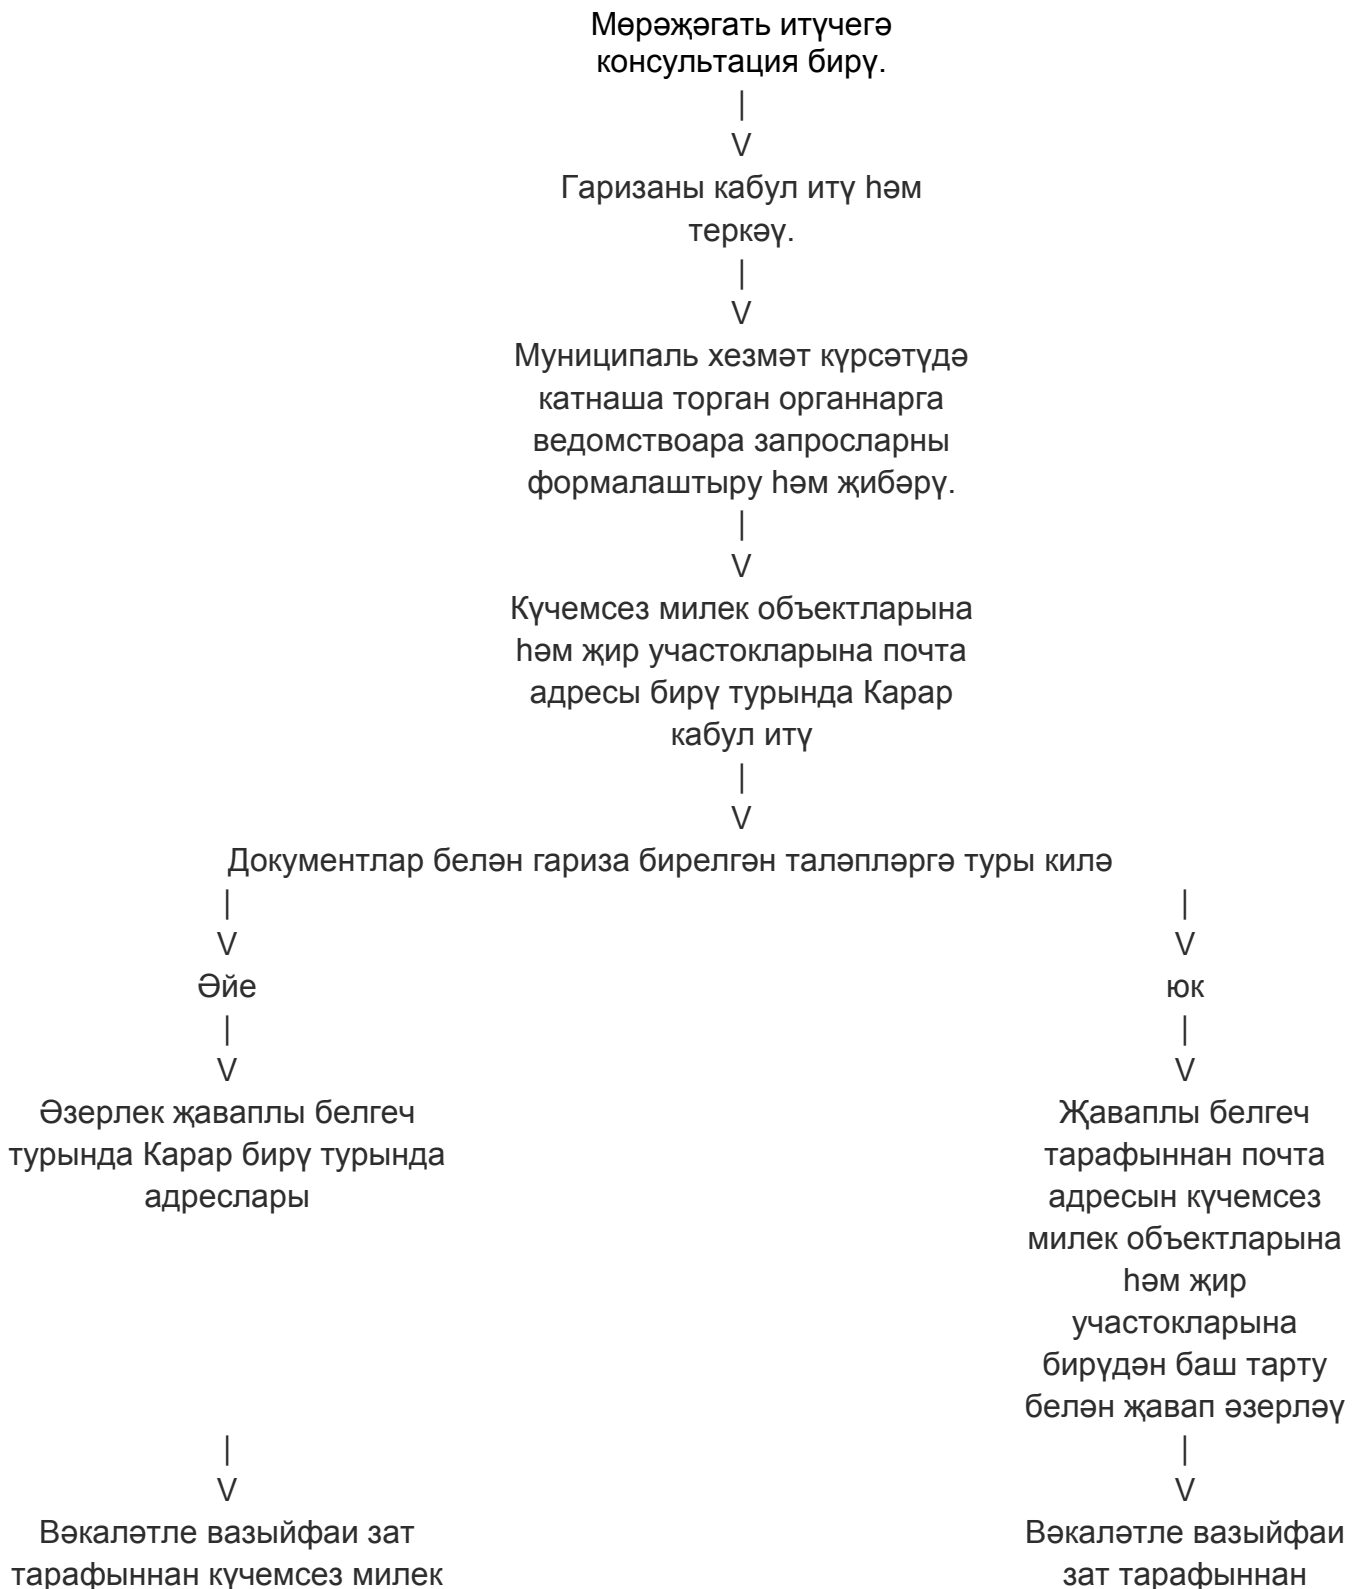 Мөрәҗәгать итүчегә
консультация бирү.
|
V
Гаризаны кабул итү һәм
теркәү.
|
V
Муниципаль хезмәт күрсәтүдә
катнаша торган органнарга
ведомствоара запросларны
формалаштыру һәм җибәрү.
|
V
Күчемсез милек объектларына
һәм җир участокларына почта
адресы бирү турында Карар
кабул итү
|
V
Документлар белән гариза бирелгән таләпләргә туры килә
| |
V V
Әйе юк
| |
V V
Әзерлек җаваплы белгеч
турында Карар бирү турында
адреслары
Җаваплы белгеч
тарафыннан почта
адресын күчемсез
милек объектларына
һәм җир
участокларына
бирүдән баш тарту
белән җавап әзерләү
| |
V V
Вәкаләтле вазыйфаи зат
тарафыннан күчемсез милек
Вәкаләтле вазыйфаи
зат тарафыннан